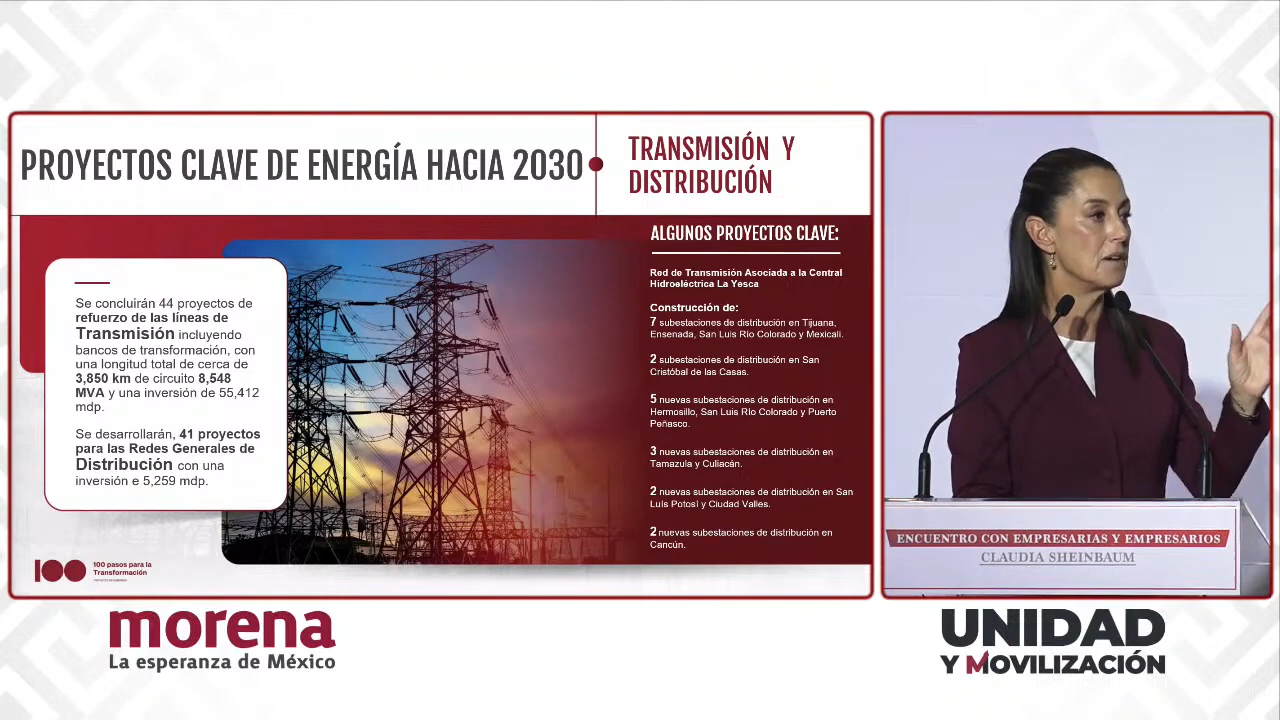 PROYECTOS CLAVE DE ENERGÍA HACIA 2030
TRANSMISIÓN Y
DISTRIBUCIÓN
Se concluirán 44 proyectos de
refuerzo de las líneas de
Transmisión incluyendo
bancos de transformación, con
una longitud total de cerca de
3,850 km de circuito 8,548
MVA y una inversión de 55,412
mdp.
Se desarrollarán, 41 proyectos
para las Redes Generales de
Distribución con una
inversión e 5,259 mdp.
ALGUNOS PROYECTOS CLAVE:
Red de Transmisión Asociada a la Central
Hidroeléctrica La Yesca
Construcción de:
7 subestaciones de distribución en Tijuana,
Ensenada, San Luis Río Colorado y Mexicali.
2 subestaciones de distribución en San
Cristóbal de las Casas.
5 nuevas subestaciones de distribución en
Hermosillo, San Luis Río Colorado y Puerto
Peñasco.
3 nuevas subestaciones de distribución en
Tamazula y Culiacán.
2 nuevas subestaciones de distribución en San
Luís Potosí y Ciudad Valles.
2 nuevas subestaciones de distribución en
Cancún.
100 100 pasos para la
Transformación
ENCUENTRO CON EMPRESARIAS Y EMPRESARIOS
CLAUDIA SHEINBAUM
morena
La esperanza de México
UNIDAD
Y MOVILIZACIÓN